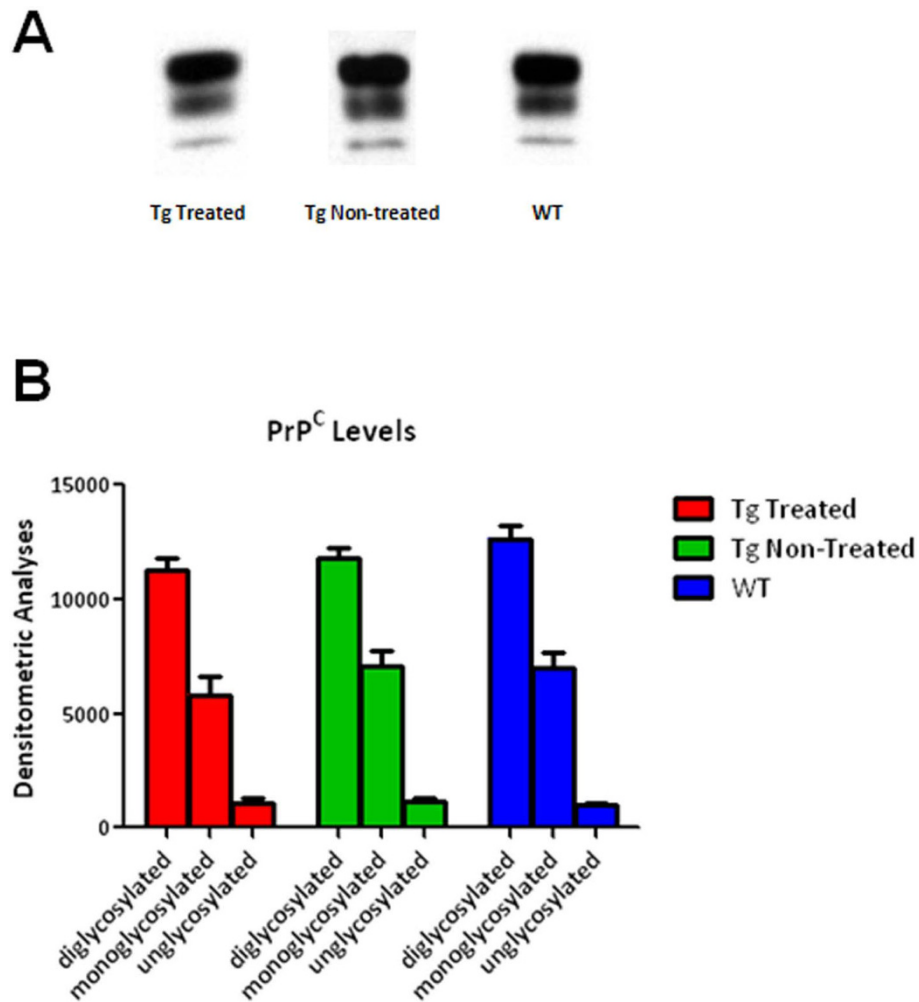 A
Tg Treated Tg Non-treated WT
B
PrP^C Levels
Densitometric Analyses
15000
10000
5000
0
Tg Treated
Tg Non-Treated
WT
diglycosylated
monoglycosylated
unglycosylated
diglycosylated
monoglycosylated
unglycosylated
diglycosylated
monoglycosylated
unglycosylated